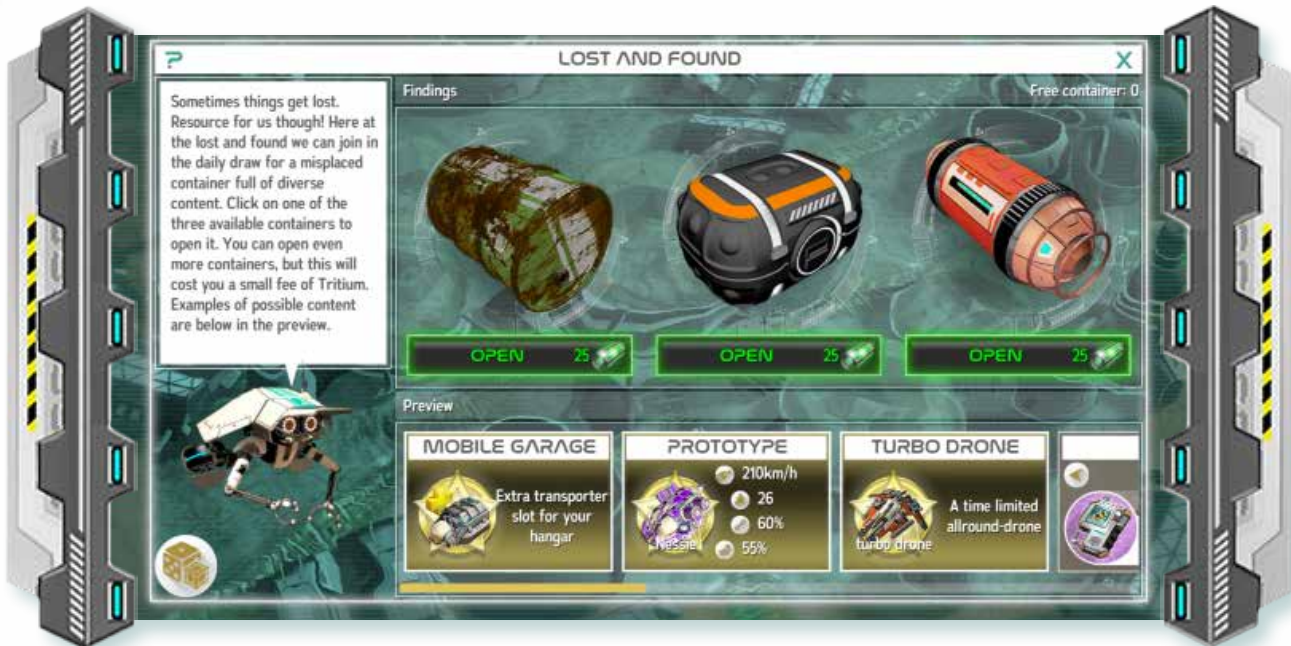 ?
LOST AND FOUND
X
Sometimes things get lost.
Resource for us though! Here at
the lost and found we can join in
the daily draw for a misplaced
container full of diverse
content. Click on one of the
three available containers to
open it. You can open even
more containers, but this will
cost you a small fee of Tritium.
Examples of possible content
are below in the preview.
Findings
Free container: 0
OPEN 25
OPEN 25
OPEN 25
Preview
MOBILE GARAGE
Extra transporter
slot for your
hangar
PROTOTYPE
Nessie
210km/h
26
60%
55%
TURBO DRONE
turbo drone
A time limited
allround-drone